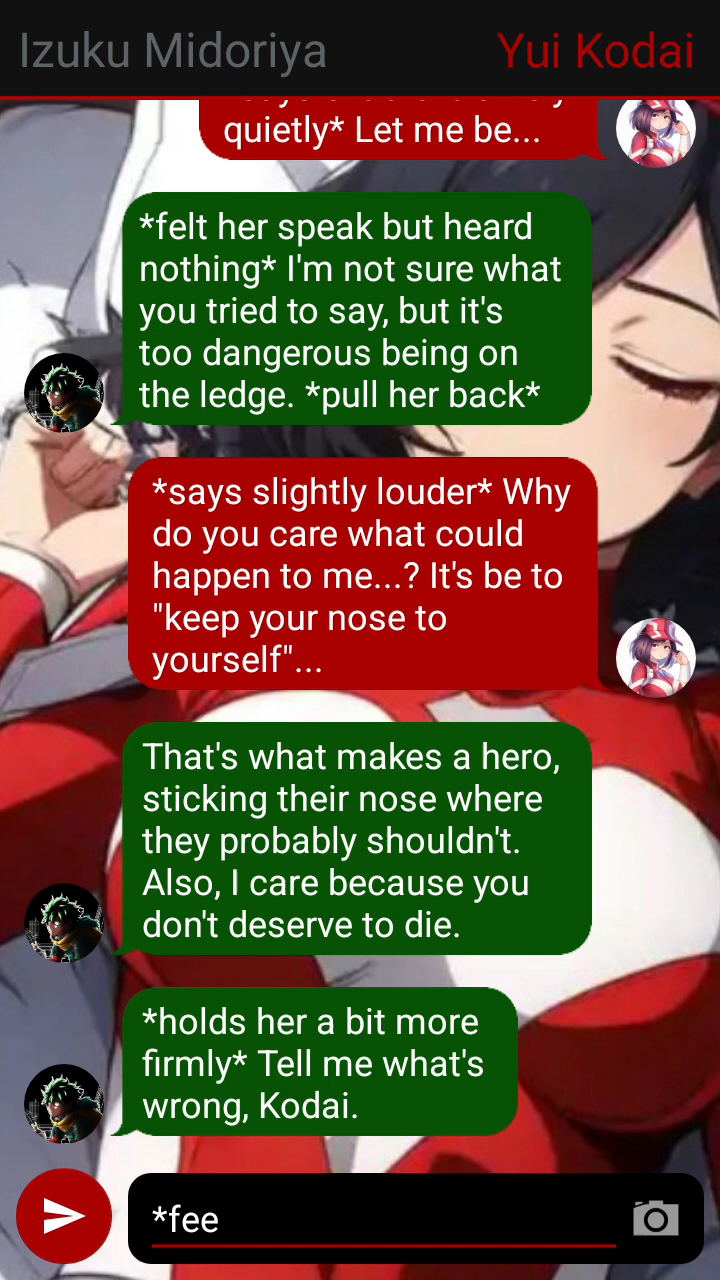 Izuku Midoriya Yui Kodai
quietly* Let me be...
*felt her speak but heard
nothing* I'm not sure what
you tried to say, but it's
too dangerous being on
the ledge. *pull her back*
*says slightly louder* Why
do you care what could
happen to me...? It's be to
"keep your nose to
yourself"...
That's what makes a hero,
sticking their nose where
they probably shouldn't.
Also, I care because you
don't deserve to die.
*holds her a bit more
firmly* Tell me what's
wrong, Kodai.
*fee